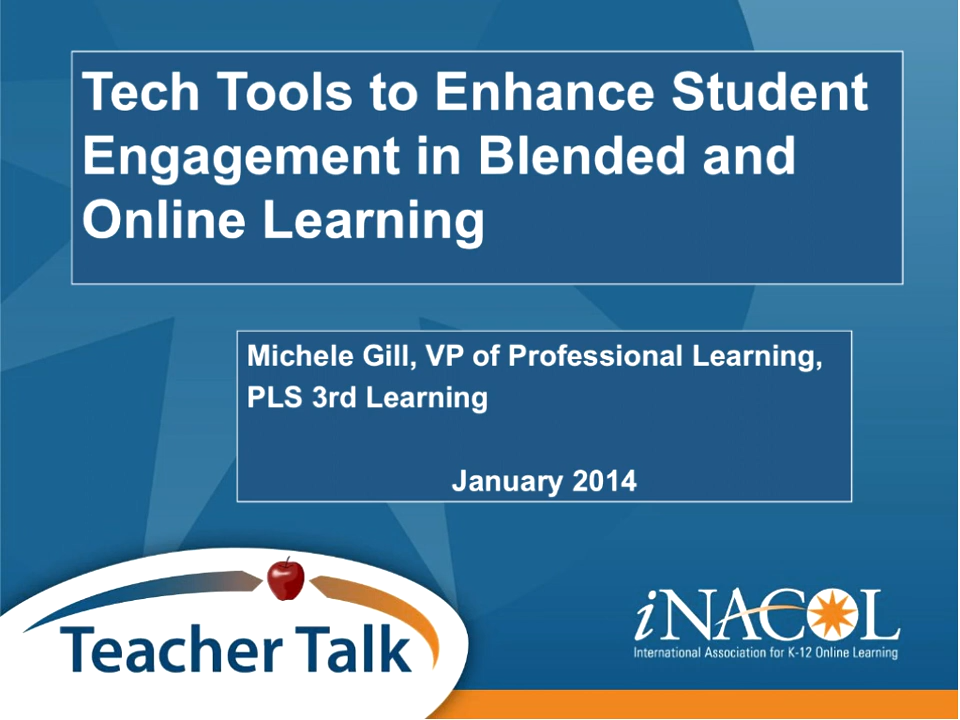 Tech Tools to Enhance Student
Engagement in Blended and
Online Learning
Michele Gill, VP of Professional Learning,
PLS 3rd Learning
January 2014
Teacher Talk
iNACOL
International Association for K-12 Online Learning